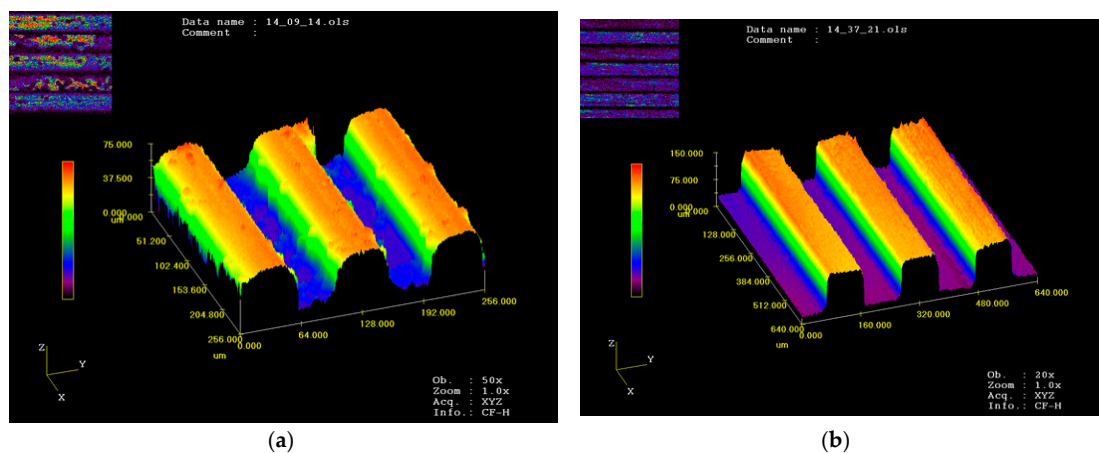 Data name : 14_09_14.ols
Comment :
75.000
37.500
0.000
um
0.000
51.200
102.400
153.600
204.800
256.000
0.000
um
64.000
128.000
192.000
256.000
Z
Y
X
Ob. : 50x
Zoom : 1.0x
Acq. : XYZ
Info.: CF-H
(a)
Data name : 14_37_21.ols
Comment :
150.000
75.000
0.000
um
0.000
128.000
256.000
384.000
512.000
640.000
0.000
um
160.000
320.000
480.000
640.000
Z
Y
X
Ob. : 20x
Zoom : 1.0x
Acq. : XYZ
Info.: CF-H
(b)